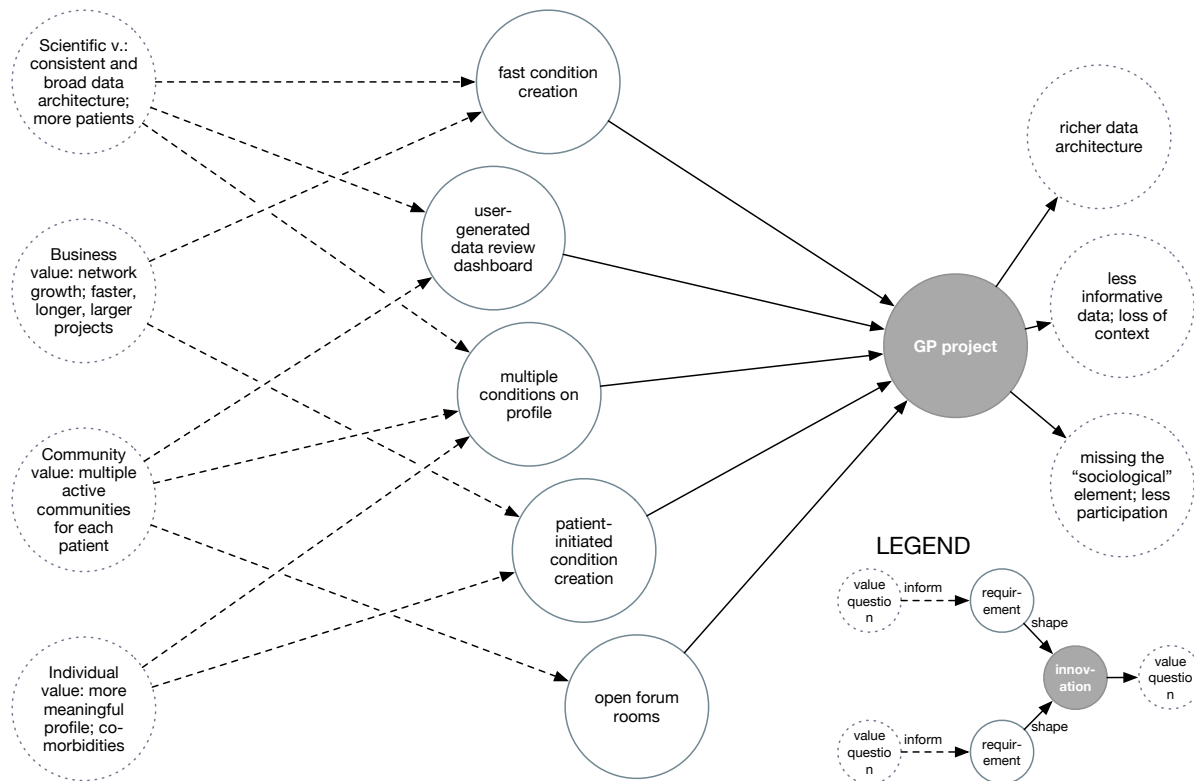 Scientific v.:
consistent and
broad data
architecture;
more patients
Business
value: network
growth; faster,
longer, larger
projects
Community
value: multiple
active
communities
for each
patient
Individual
value: more
meaningful
profile; co-
morbidities
fast condition
creation
user-
generated
data review
dashboard
multiple
conditions on
profile
patient-
initiated
condition
creation
open forum
rooms
GP project
richer data
architecture
less
informative
data; loss of
context
missing the
“sociological”
element; less
participation
LEGEND
value
questio
n
inform
requir-
ement
shape
innov-
ation
value
questio
n
value
questio
n
inform
requir-
ement
shape